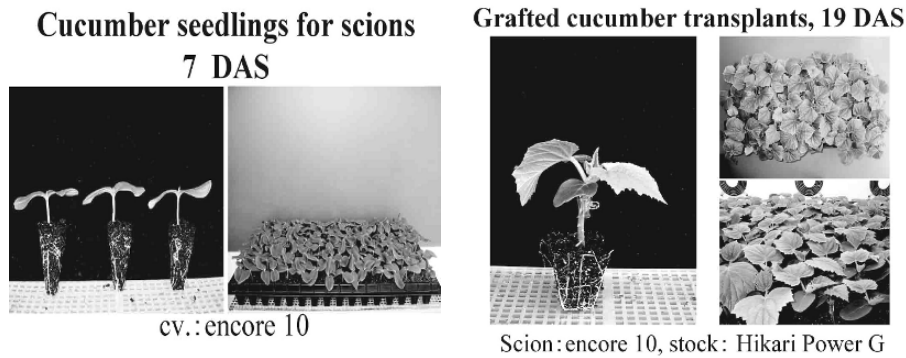 Cucumber seedlings for scions
7 DAS
cv.:encore 10
Grafted cucumber transplants, 19 DAS
Scion:encore 10, stock: Hikari Power G